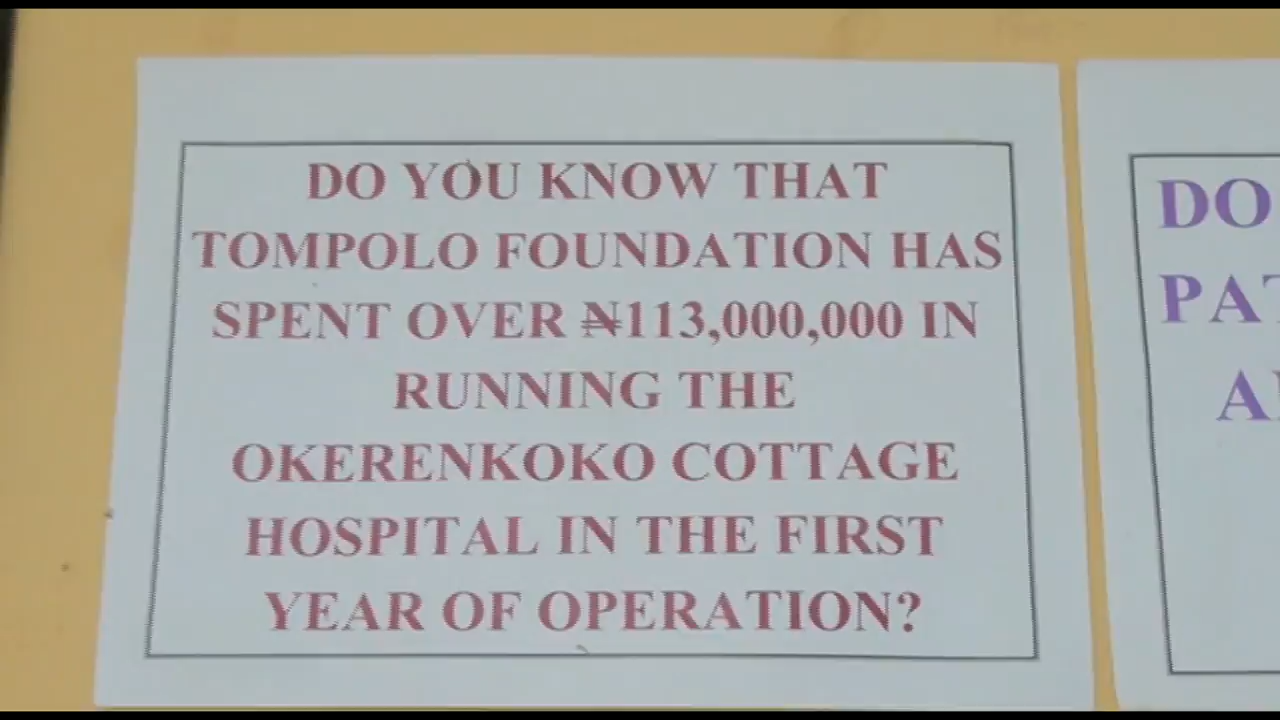 DO YOU KNOW THAT
TOMPOLO FOUNDATION HAS
SPENT OVER ₦113,000,000 IN
RUNNING THE
OKERENKOKO COTTAGE
HOSPITAL IN THE FIRST
YEAR OF OPERATION?
DO